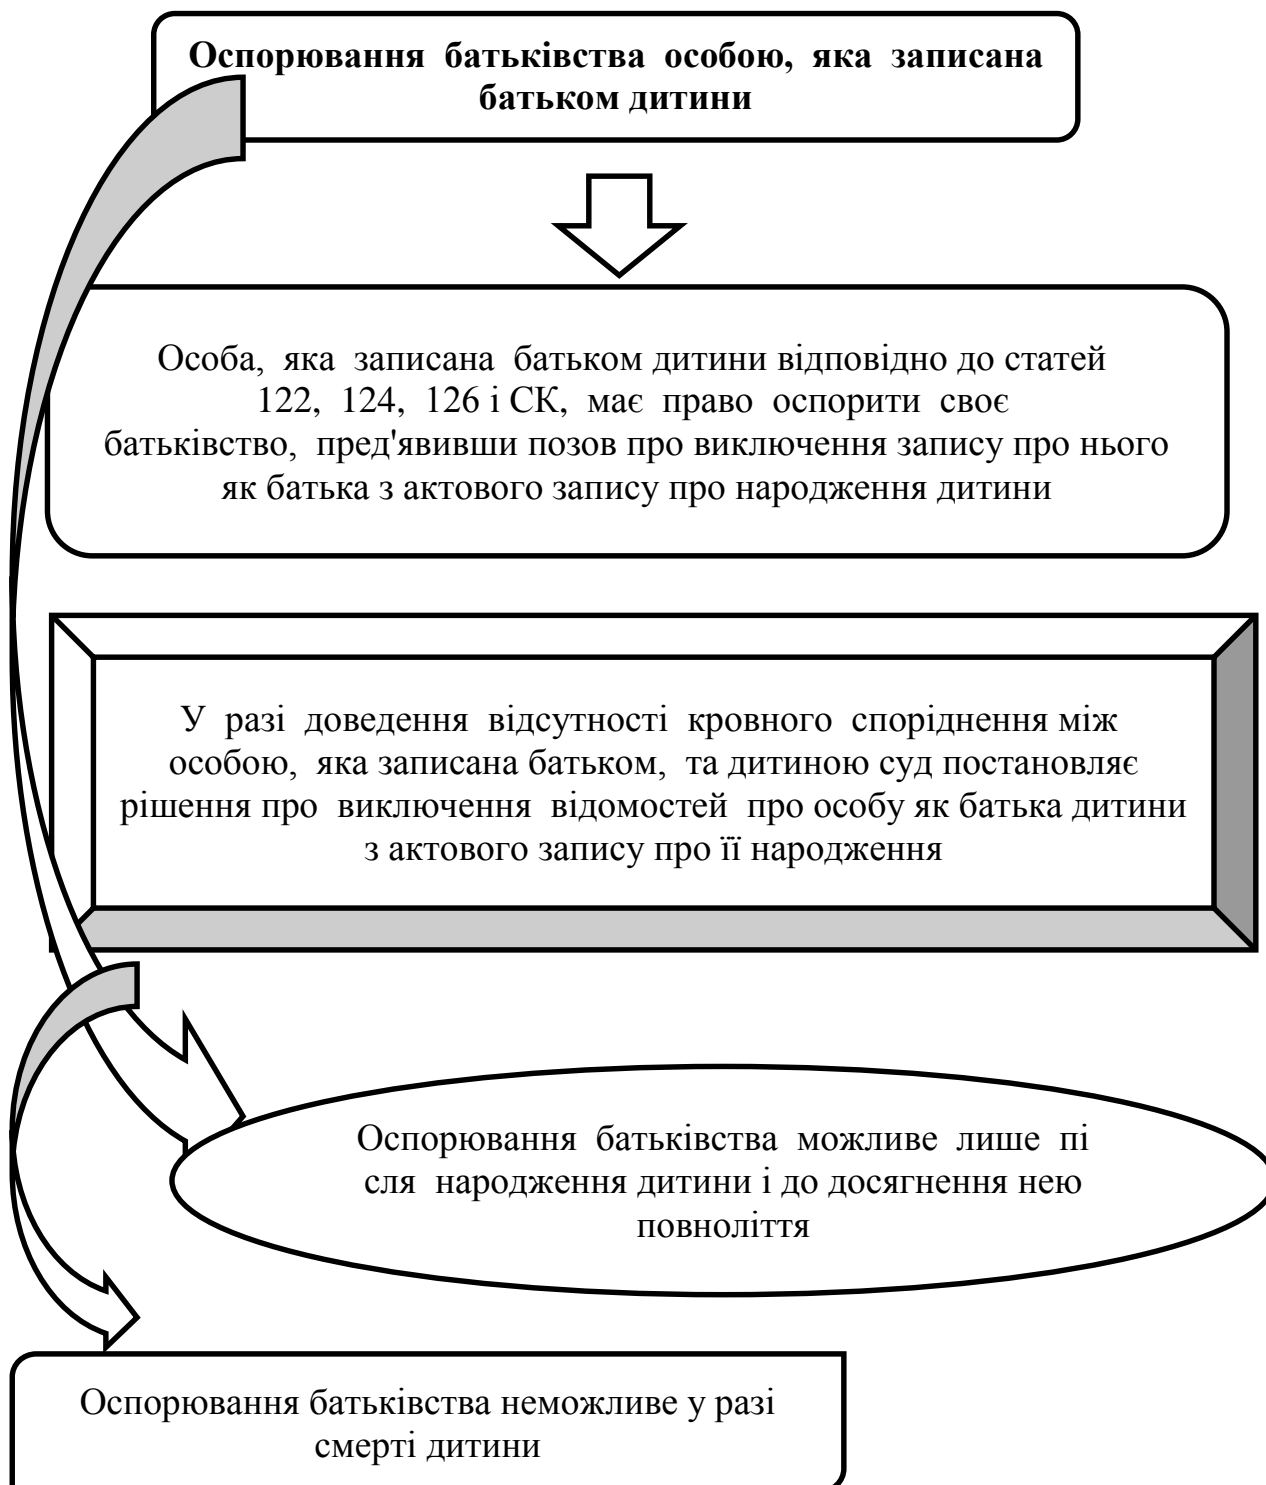 Оспорювання батьківства особою, яка записана
батьком дитини
Особа, яка записана батьком дитини відповідно до статей
122, 124, 126 і СК, має право оспорити своє
батьківство, пред'явивши позов про виключення запису про нього
як батька з актового запису про народження дитини
У разі доведення відсутності кровного споріднення між
особою, яка записана батьком, та дитиною суд постановляє
рішення про виключення відомостей про особу як батька дитини
з актового запису про її народження
Оспорювання батьківства можливе лише пі
сля народження дитини і до досягнення нею
повноліття
Оспорювання батьківства неможливе у разі
смерті дитини